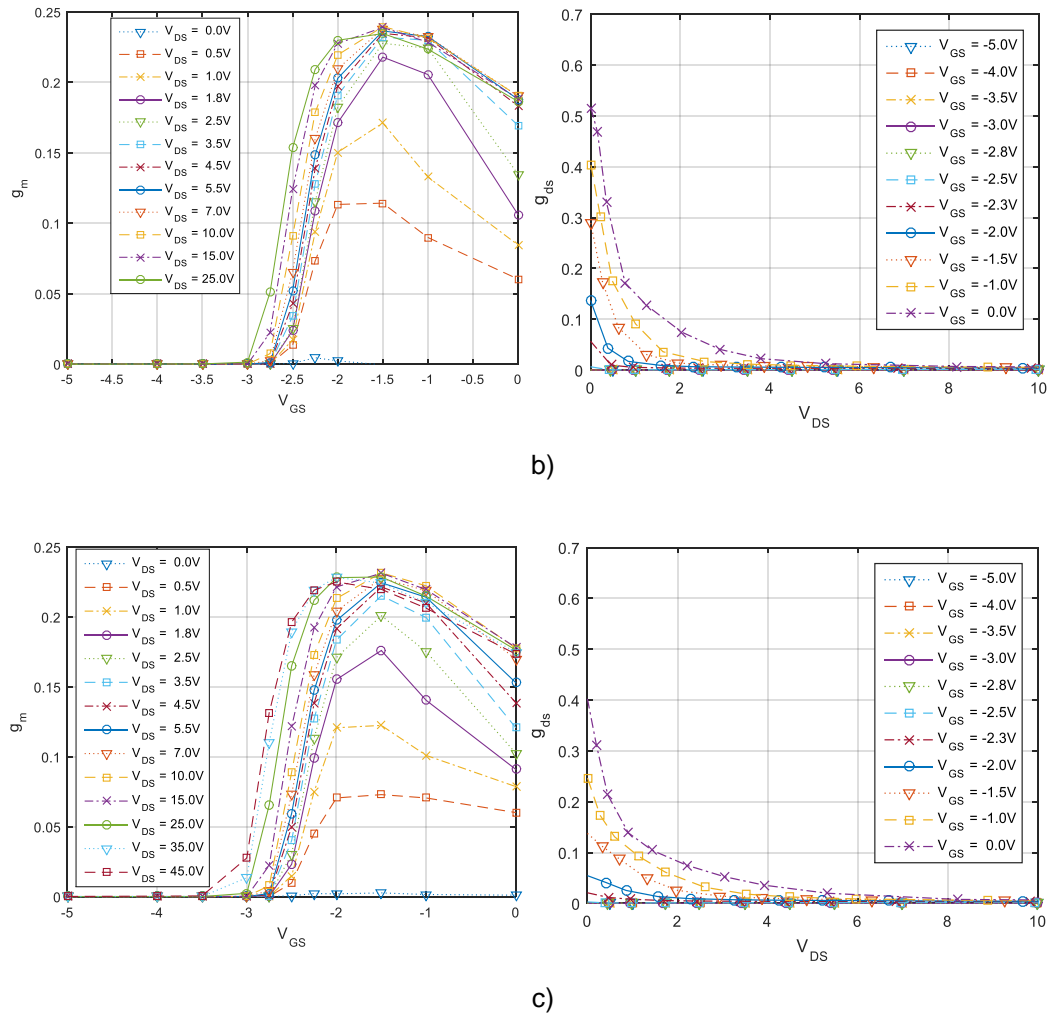 0.25
0.2
0.15
0.1
0.05
0
g_m
-5
-4.5
-4
-3.5
-3
-2.5
-2
-1.5
-1
-0.5
0
V_GS
V_DS = 0.0V
V_DS = 0.5V
V_DS = 1.0V
V_DS = 1.8V
V_DS = 2.5V
V_DS = 3.5V
V_DS = 4.5V
V_DS = 5.5V
V_DS = 7.0V
V_DS = 10.0V
V_DS = 15.0V
V_DS = 25.0V
0.7
0.6
0.5
0.4
0.3
0.2
0.1
0
g_ds
0
2
4
6
8
10
V_DS
V_GS = -5.0V
V_GS = -4.0V
V_GS = -3.5V
V_GS = -3.0V
V_GS = -2.8V
V_GS = -2.5V
V_GS = -2.3V
V_GS = -2.0V
V_GS = -1.5V
V_GS = -1.0V
V_GS = 0.0V
b)
0.25
0.2
0.15
0.1
0.05
0
g_m
-5
-4
-3
-2
-1
0
V_GS
V_DS = 0.0V
V_DS = 0.5V
V_DS = 1.0V
V_DS = 1.8V
V_DS = 2.5V
V_DS = 3.5V
V_DS = 4.5V
V_DS = 5.5V
V_DS = 7.0V
V_DS = 10.0V
V_DS = 15.0V
V_DS = 25.0V
V_DS = 35.0V
V_DS = 45.0V
0.7
0.6
0.5
0.4
0.3
0.2
0.1
0
g_ds
0
2
4
6
8
10
V_DS
V_GS = -5.0V
V_GS = -4.0V
V_GS = -3.5V
V_GS = -3.0V
V_GS = -2.8V
V_GS = -2.5V
V_GS = -2.3V
V_GS = -2.0V
V_GS = -1.5V
V_GS = -1.0V
V_GS = 0.0V
c)